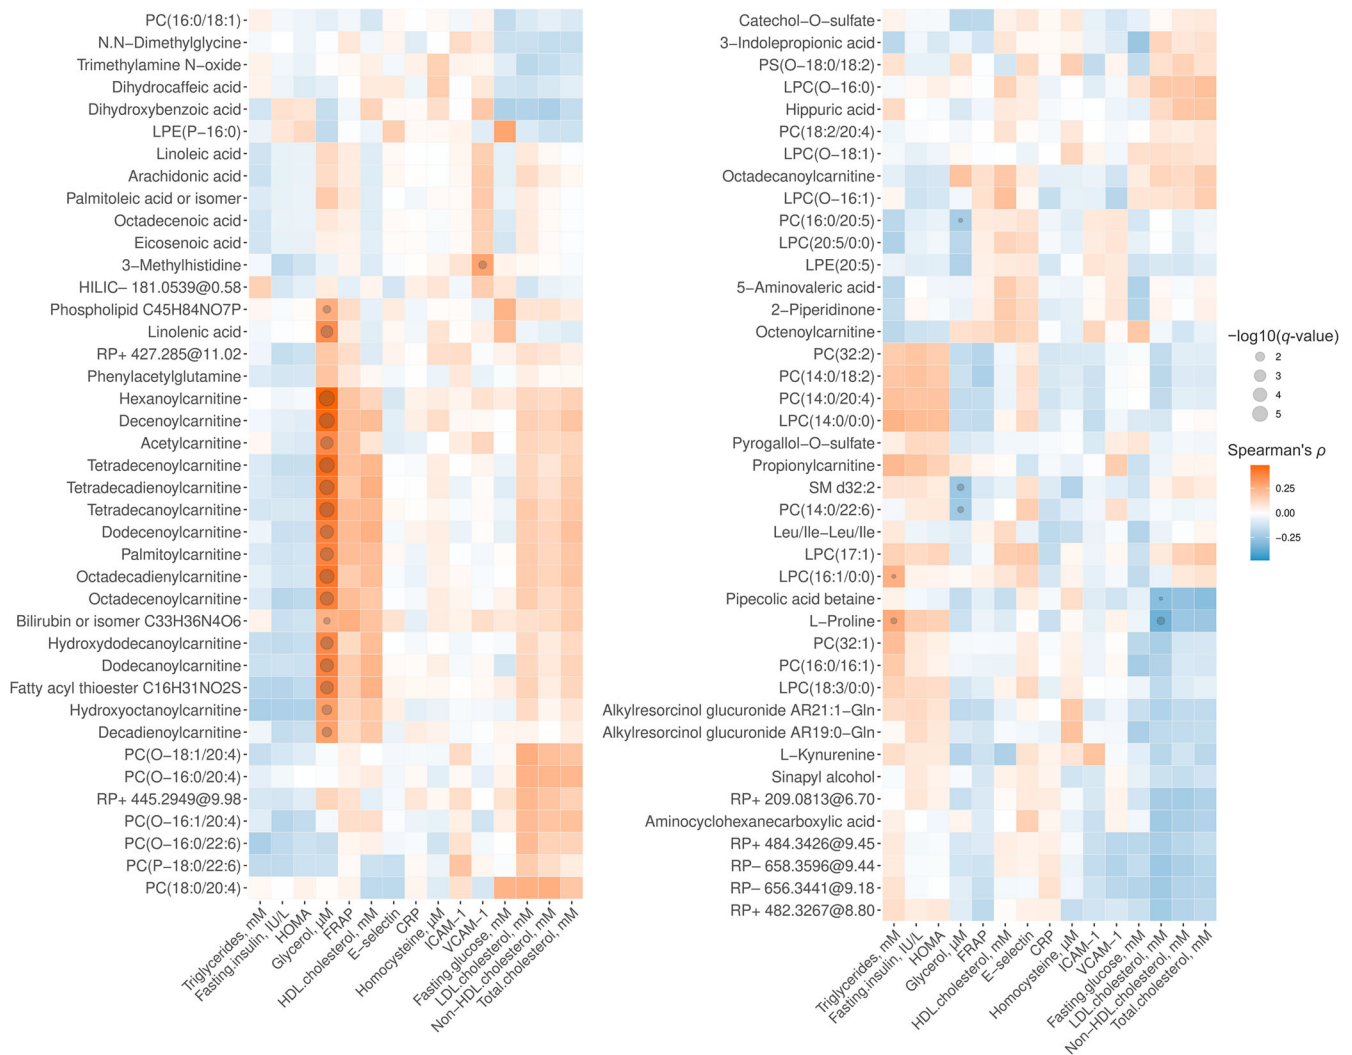 PC(16:0/18:1)
N.N−Dimethylglycine
Trimethylamine N−oxide
Dihydrocaffeic acid
Dihydroxybenzoic acid
LPE(P−16:0)
Linoleic acid
Arachidonic acid
Palmitoleic acid or isomer
Octadecenoic acid
Eicosenoic acid
3−Methylhistidine
HILIC− 181.0539@0.58
Phospholipid C45H84NO7P
Linolenic acid
RP+ 427.285@11.02
Phenylacetylglutamine
Hexanoylcarnitine
Decenoylcarnitine
Acetylcarnitine
Tetradecenoylcarnitine
Tetradecadienoylcarnitine
Tetradecanoylcarnitine
Dodecenoylcarnitine
Palmitoylcarnitine
Octadecadienylcarnitine
Octadecenoylcarnitine
Bilirubin or isomer C33H36N4O6
Hydroxydodecanoylcarnitine
Dodecanoylcarnitine
Fatty acyl thioester C16H31NO2S
Hydroxyoctanoylcarnitine
Decadienoylcarnitine
PC(O−18:1/20:4)
PC(O−16:0/20:4)
RP+ 445.2949@9.98
PC(O−16:1/20:4)
PC(O−16:0/22:6)
PC(P−18:0/22:6)
PC(18:0/20:4)
Triglycerides, mM
Fasting.insulin, IU/L
HOMA
Glycerol, µM
FRAP
HDL.cholesterol, mM
E−selectin
CRP
Homocysteine, µM
ICAM−1
VCAM−1
Fasting.glucose, mM
LDL.cholesterol, mM
Non−HDL.cholesterol, mM
Total.cholesterol, mM
Catechol−O−sulfate
3−Indolepropionic acid
PS(O−18:0/18:2)
LPC(O−16:0)
Hippuric acid
PC(18:2/20:4)
LPC(O−18:1)
Octadecanoylcarnitine
LPC(O−16:1)
PC(16:0/20:5)
LPC(20:5/0:0)
LPE(20:5)
5−Aminovaleric acid
2−Piperidinone
Octenoylcarnitine
PC(32:2)
PC(14:0/18:2)
PC(14:0/20:4)
LPC(14:0/0:0)
Pyrogallol−O−sulfate
Propionylcarnitine
SM d32:2
PC(14:0/22:6)
Leu/Ile−Leu/Ile
LPC(17:1)
LPC(16:1/0:0)
Pipecolic acid betaine
L−Proline
PC(32:1)
PC(16:0/16:1)
LPC(18:3/0:0)
Alkylresorcinol glucuronide AR21:1−Gln
Alkylresorcinol glucuronide AR19:0−Gln
L−Kynurenine
Sinapyl alcohol
RP+ 209.0813@6.70
Aminocyclohexanecarboxylic acid
RP+ 484.3426@9.45
RP− 658.3596@9.44
RP− 656.3441@9.18
RP+ 482.3267@8.80
Triglycerides, mM
Fasting.insulin, IU/L
HOMA
Glycerol, µM
FRAP
HDL.cholesterol, mM
E−selectin
CRP
Homocysteine, µM
ICAM−1
VCAM−1
Fasting.glucose, mM
LDL.cholesterol, mM
Non−HDL.cholesterol, mM
Total.cholesterol, mM
−log10(q-value)
2
3
4
5
Spearman's ρ
0.25
0.00
−0.25